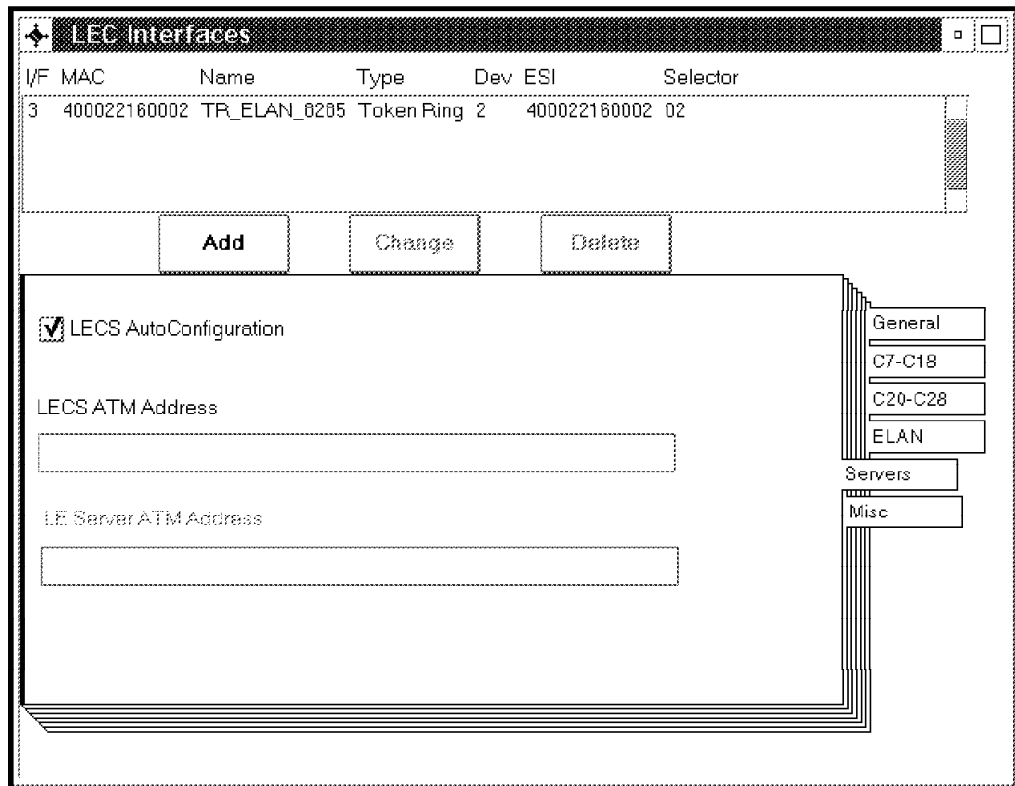 LEC Interfaces
I/F MAC Name Type Dev ESI Selector
3 400022160002 TR_ELAN_8285 Token Ring 2 400022160002 02
Add Change Delete
LECS AutoConfiguration
LECS ATM Address
LE Server ATM Address
General
C7-C18
C20-C28
ELAN
Servers
Misc